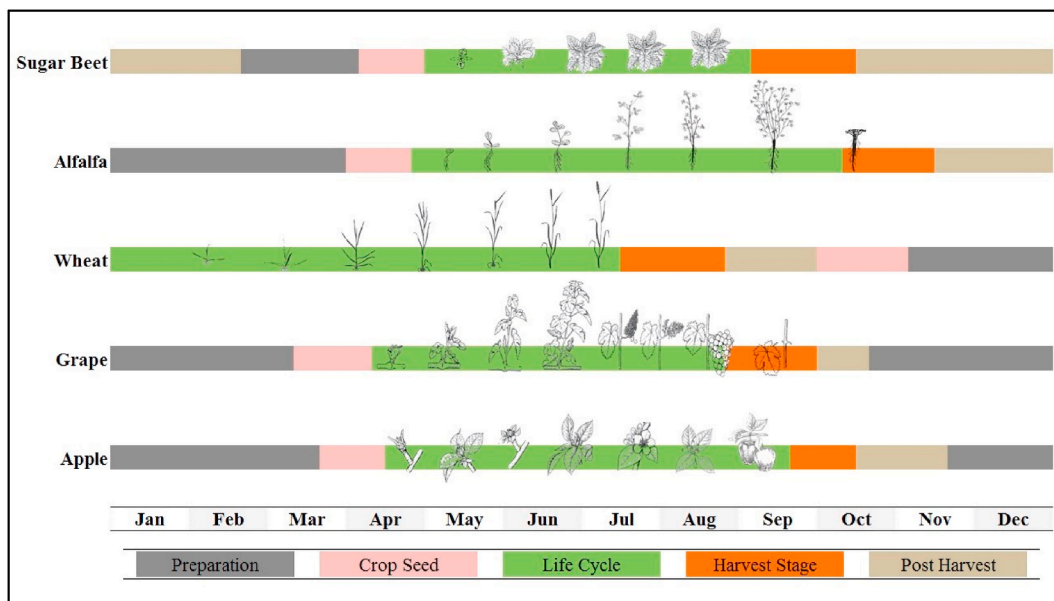 Sugar Beet
Alfalfa
Wheat
Grape
Apple
Jan Feb Mar Apr May Jun Jul Aug Sep Oct Nov Dec
Preparation Crop Seed Life Cycle Harvest Stage Post Harvest